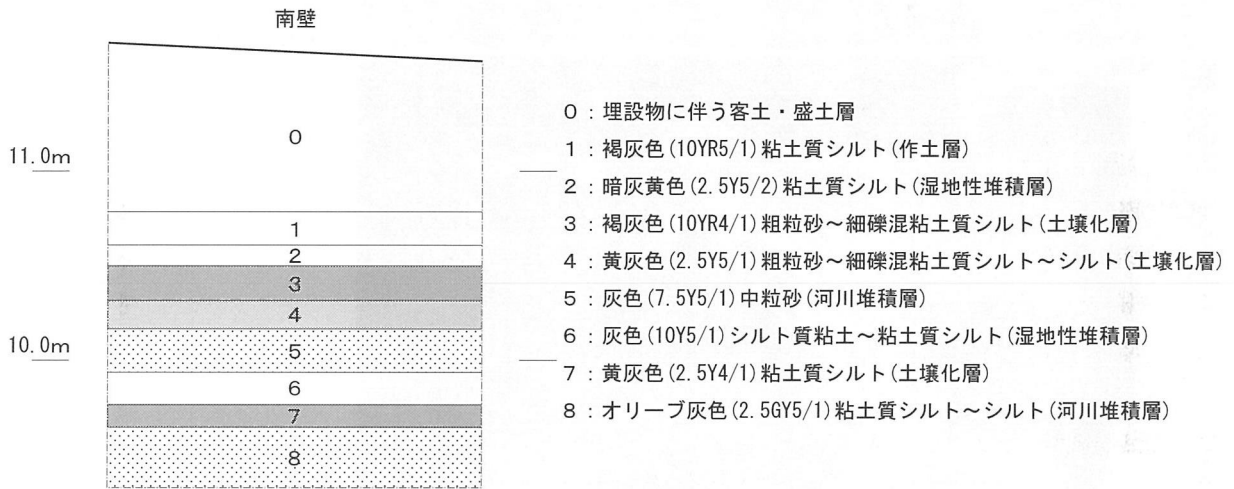 南壁
11.0m
10.0m
0
1
2
3
4
5
6
7
8
0：埋設物に伴う客土・盛土層
1：褐灰色(10YR5/1)粘土質シルト(作土層)
2：暗灰黄色(2.5Y5/2)粘土質シルト(湿地性堆積層)
3：褐灰色(10YR4/1)粗粒砂～細礫混粘土質シルト(土壌化層)
4：黄灰色(2.5Y5/1)粗粒砂～細礫混粘土質シルト～シルト(土壌化層)
5：灰色(7.5Y5/1)中粒砂(河川堆積層)
6：灰色(10Y5/1)シルト質粘土～粘土質シルト(湿地性堆積層)
7：黄灰色(2.5Y4/1)粘土質シルト(土壌化層)
8：オリーブ灰色(2.5GY5/1)粘土質シルト～シルト(河川堆積層)